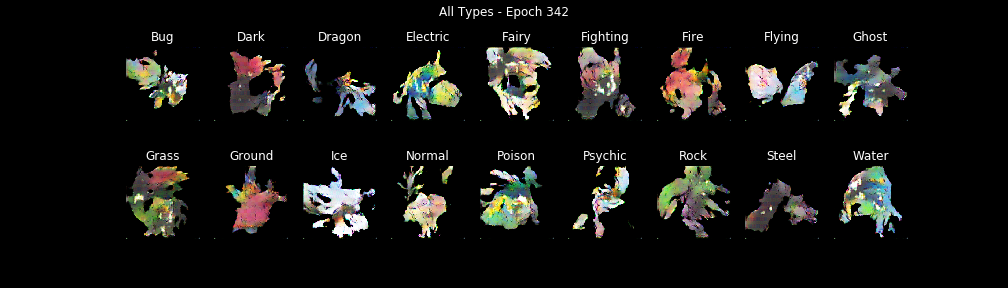 All Types - Epoch 342
Bug Dark Dragon Electric Fairy Fighting Fire Flying Ghost
Grass Ground Ice Normal Poison Psychic Rock Steel Water